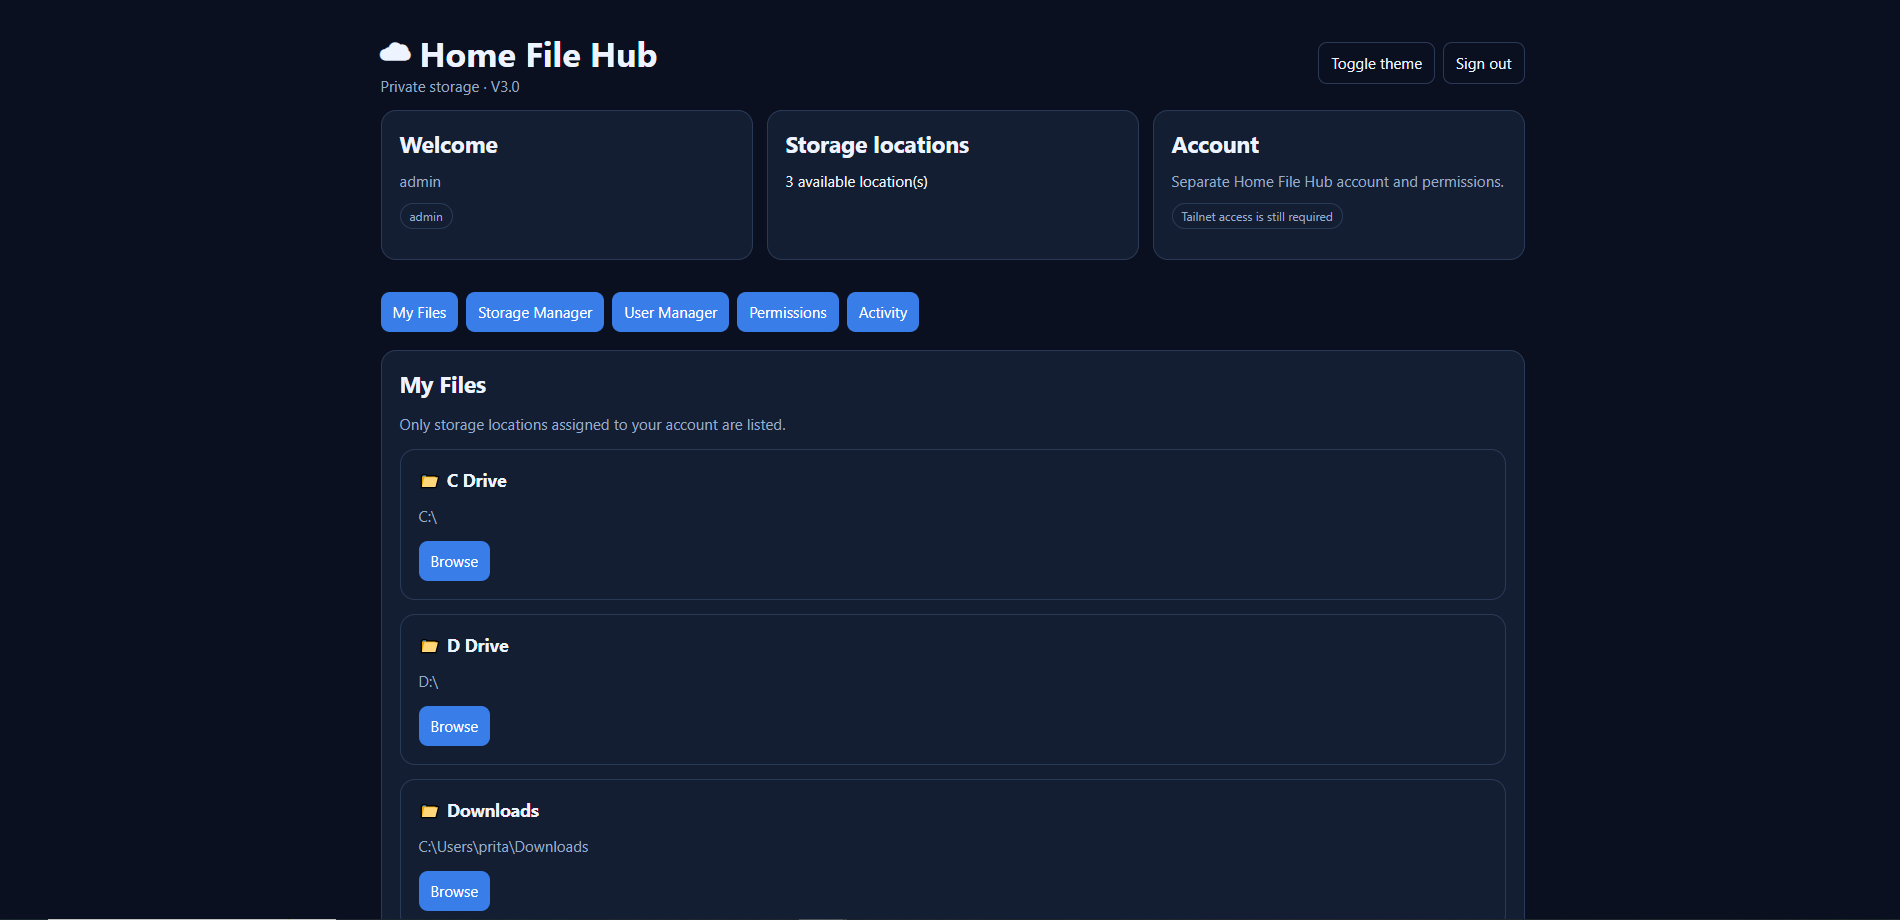 Home File Hub
Private storage · V3.0
Toggle theme
Sign out
Welcome
admin
admin
Storage locations
3 available location(s)
Account
Separate Home File Hub account and permissions.
Tailnet access is still required
My Files
Storage Manager
User Manager
Permissions
Activity
My Files
Only storage locations assigned to your account are listed.
C Drive
C:\
Browse
D Drive
D:\
Browse
Downloads
C:\Users\prita\Downloads
Browse